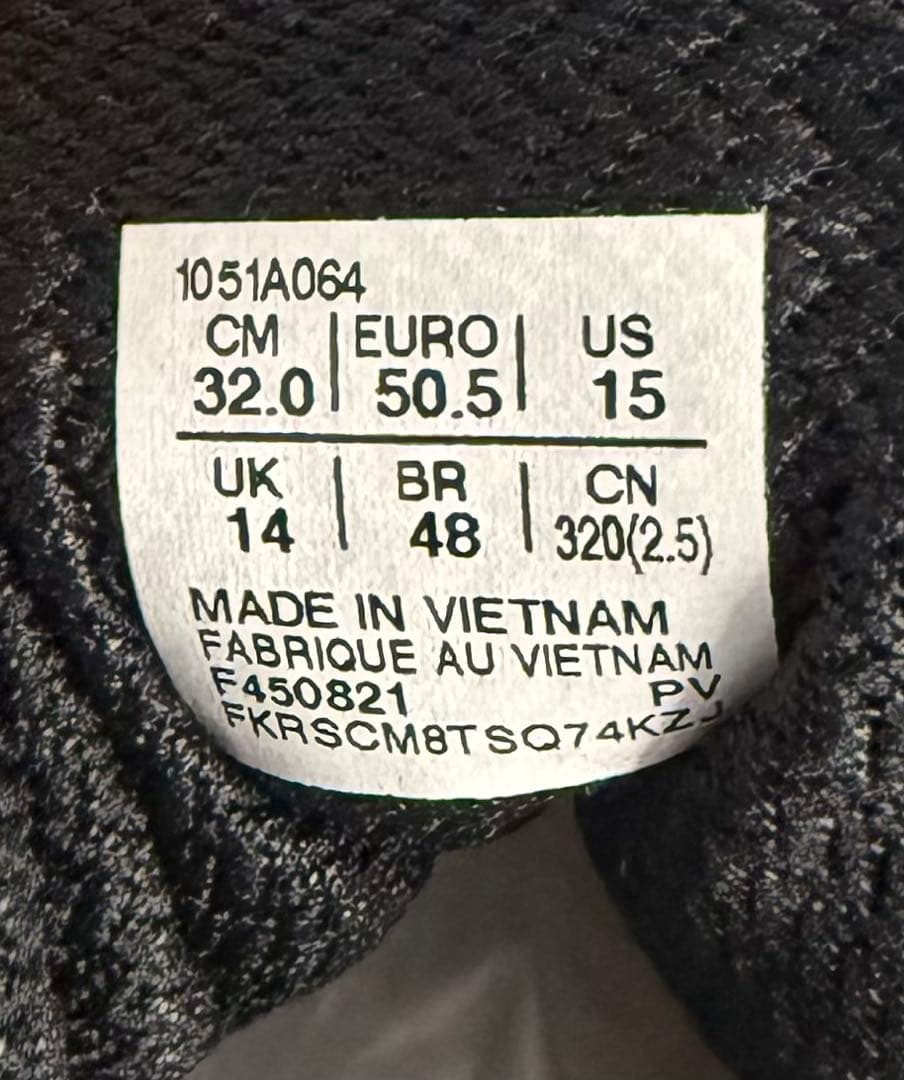 1051A064
CM | EURO | US
32.0 | 50.5 | 15
UK | BR | CN
14 | 48 | 320(2.5)
MADE IN VIETNAM
FABRIQUE AU VIETNAM
F450821 PV
FKRSCM8TSQ74KZJ